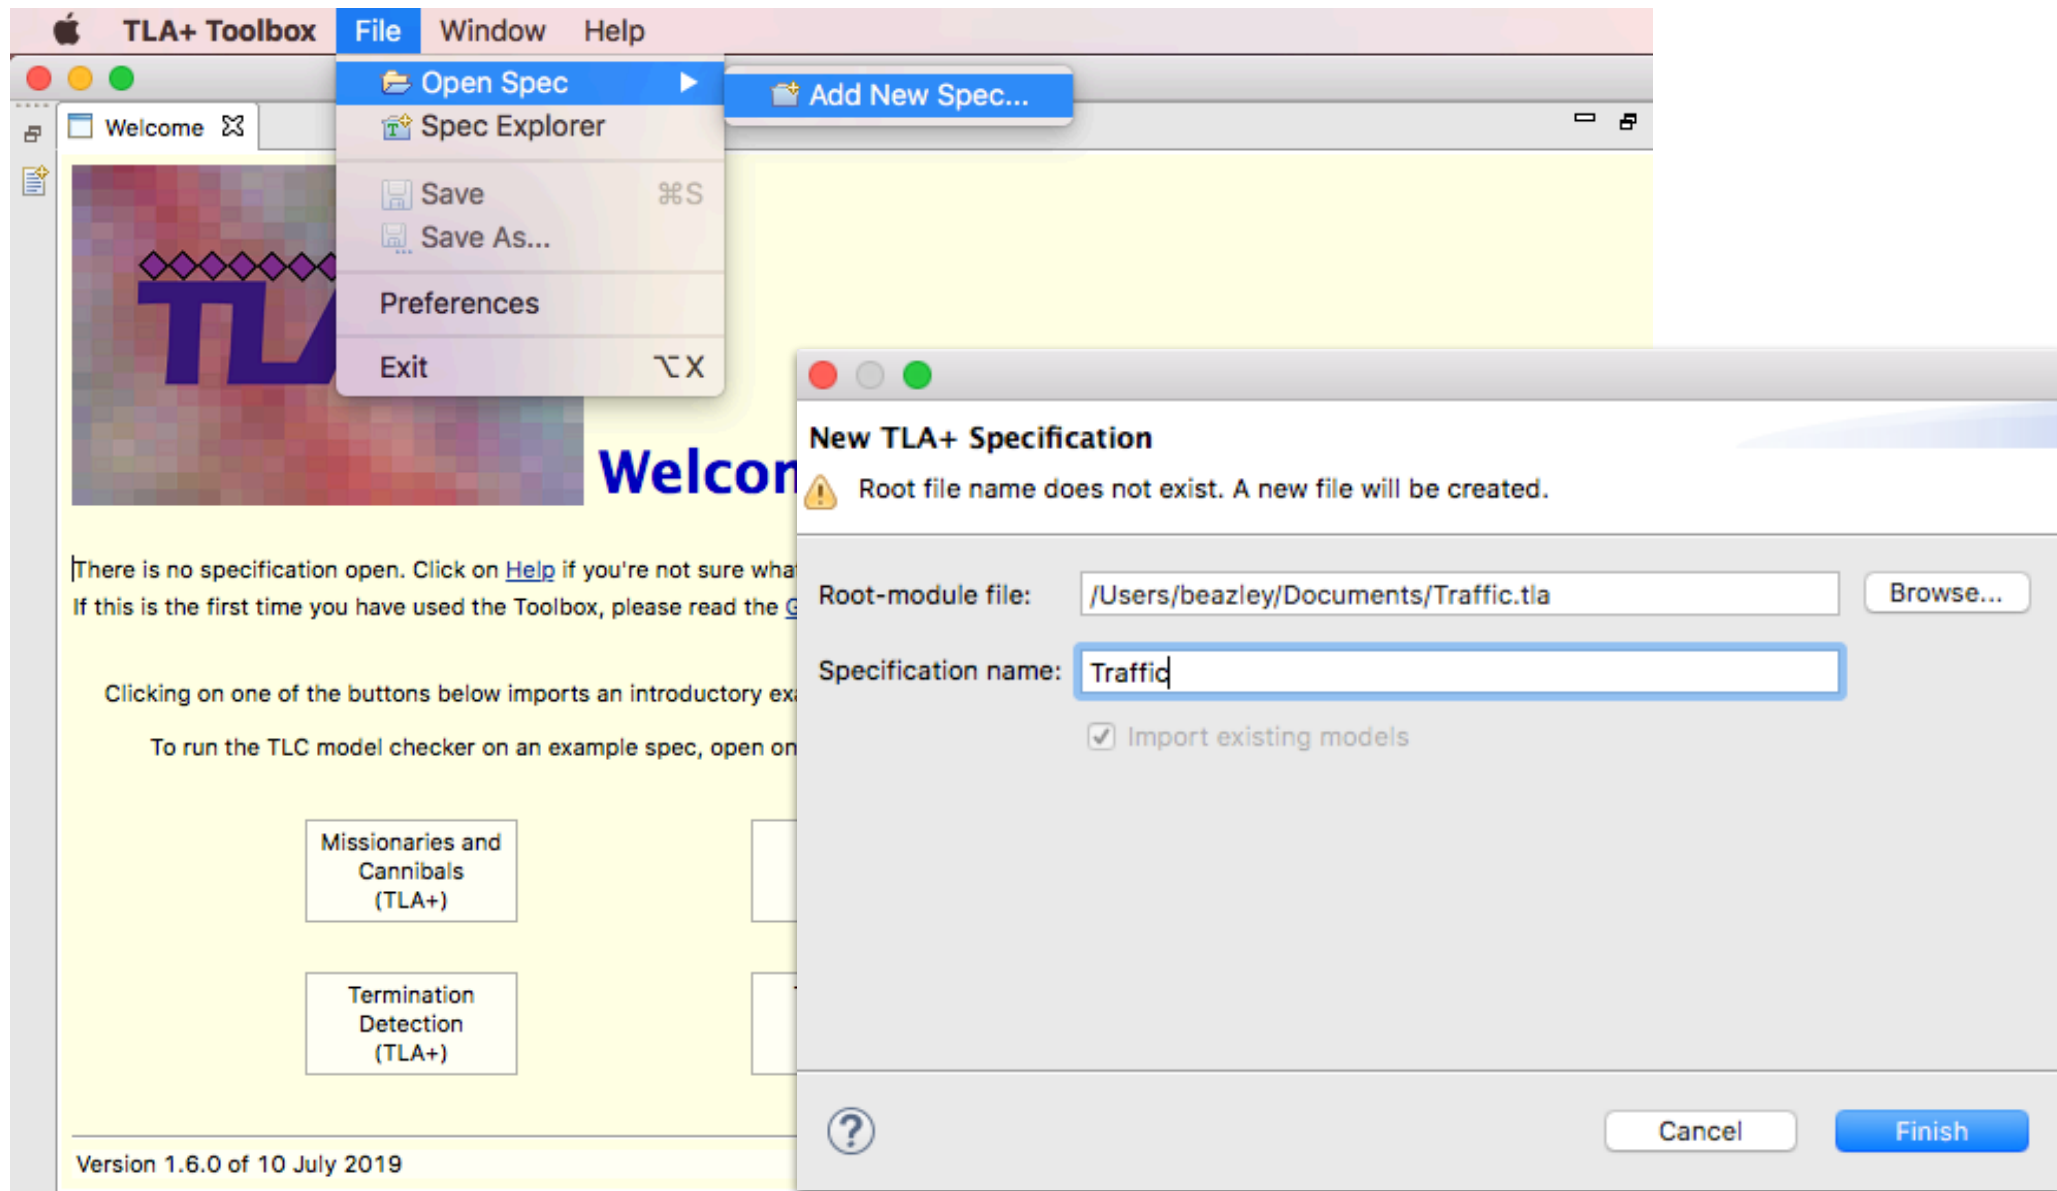 TLA+ Toolbox File Window Help
Open Spec
Add New Spec...
Welcome
Spec Explorer
Save ⌘S
Save As...
Preferences
Exit ⌥X
TLA
Welcom
New TLA+ Specification
Root file name does not exist. A new file will be created.
There is no specification open. Click on Help if you're not sure what
If this is the first time you have used the Toolbox, please read the G
Root-module file: /Users/beazley/Documents/Traffic.tla Browse...
Specification name: Traffic
Import existing models
Clicking on one of the buttons below imports an introductory exa
To run the TLC model checker on an example spec, open on
Missionaries and
Cannibals
(TLA+)
Termination
Detection
(TLA+)
? Cancel Finish
Version 1.6.0 of 10 July 2019